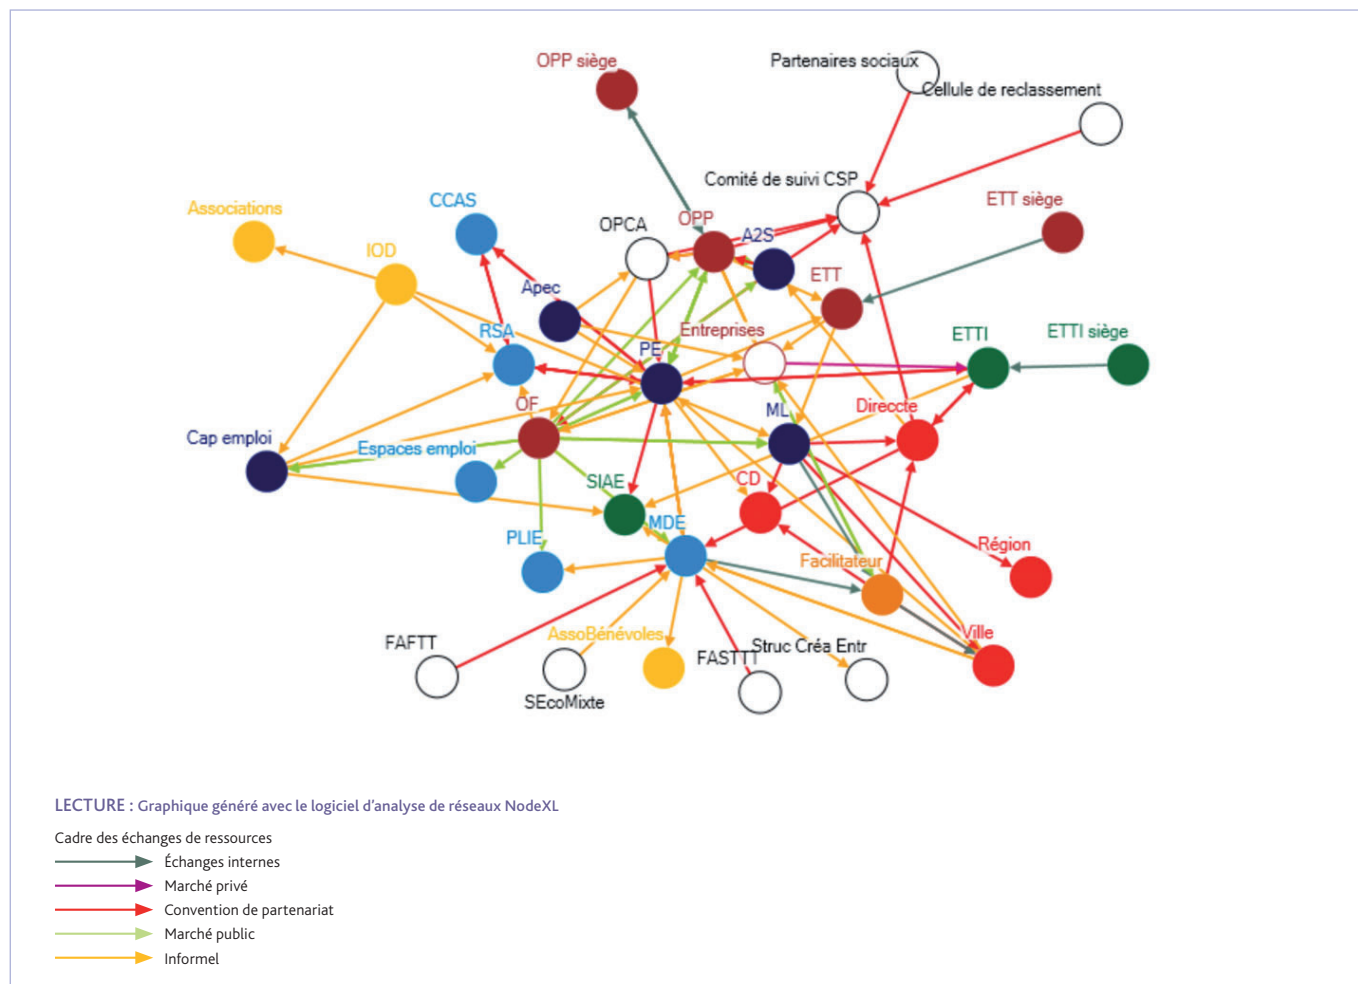 OPP siège
Partenaires sociaux
Cellule de reclassement
Comité de suivi CSP
CCAS
ETT siège
Associations
OPP
OPCA
A2S
IOD
ETT
Apec
RSA
Entreprises
ETTI
ETTI siège
PE
OF
ML
Direccte
Cap emploi
Espaces emploi
SIAE
CD
MDE
PLIE
Région
Facilitateur
AssoBénévoles
Ville
FAFTT
Struc Créa Entr
FASTTT
SEcoMixte
LECTURE : Graphique généré avec le logiciel d'analyse de réseaux NodeXL
Cadre des échanges de ressources
Échanges internes
Marché privé
Convention de partenariat
Marché public
Informel